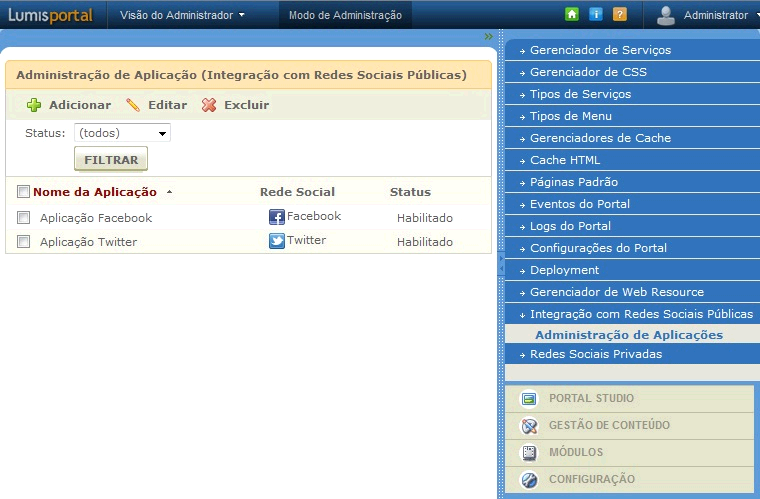 Lumisportal Visão do Administrador Modo de Administração Administrator
Administração de Aplicação (Integração com Redes Sociais Públicas)
Adicionar Editar Excluir
Status: (todos)
FILTRAR
Nome da Aplicação Rede Social Status
Aplicação Facebook Facebook Habilitado
Aplicação Twitter Twitter Habilitado
Gerenciador de Serviços
Gerenciador de CSS
Tipos de Serviços
Tipos de Menu
Gerenciadores de Cache
Cache HTML
Páginas Padrão
Eventos do Portal
Logs do Portal
Configurações do Portal
Deployment
Gerenciador de Web Resource
Integração com Redes Sociais Públicas
Administração de Aplicações
Redes Sociais Privadas
PORTAL STUDIO
GESTÃO DE CONTEÚDO
MÓDULOS
CONFIGURAÇÃO